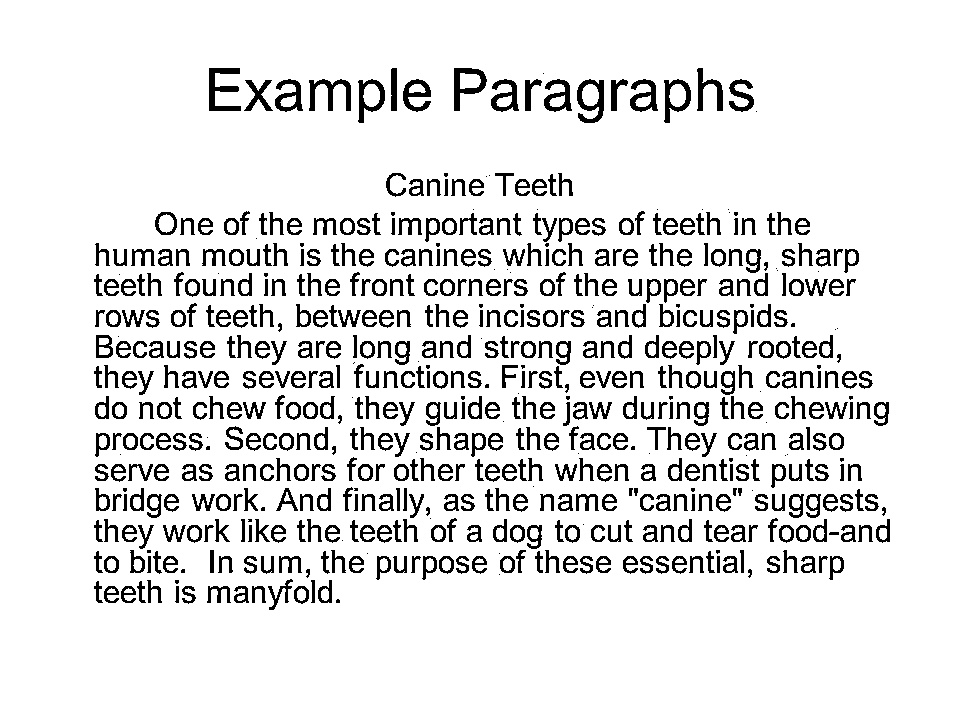 Example Paragraphs
Canine Teeth
One of the most important types of teeth in the
human mouth is the canines which are the long, sharp
teeth found in the front corners of the upper and lower
rows of teeth, between the incisors and bicuspids.
Because they are long and strong and deeply rooted,
they have several functions. First, even though canines
do not chew food, they guide the jaw during the chewing
process. Second, they shape the face. They can also
serve as anchors for other teeth when a dentist puts in
bridge work. And finally, as the name "canine" suggests,
they work like the teeth of a dog to cut and tear food-and
to bite.  In sum, the purpose of these essential, sharp
teeth is manyfold.